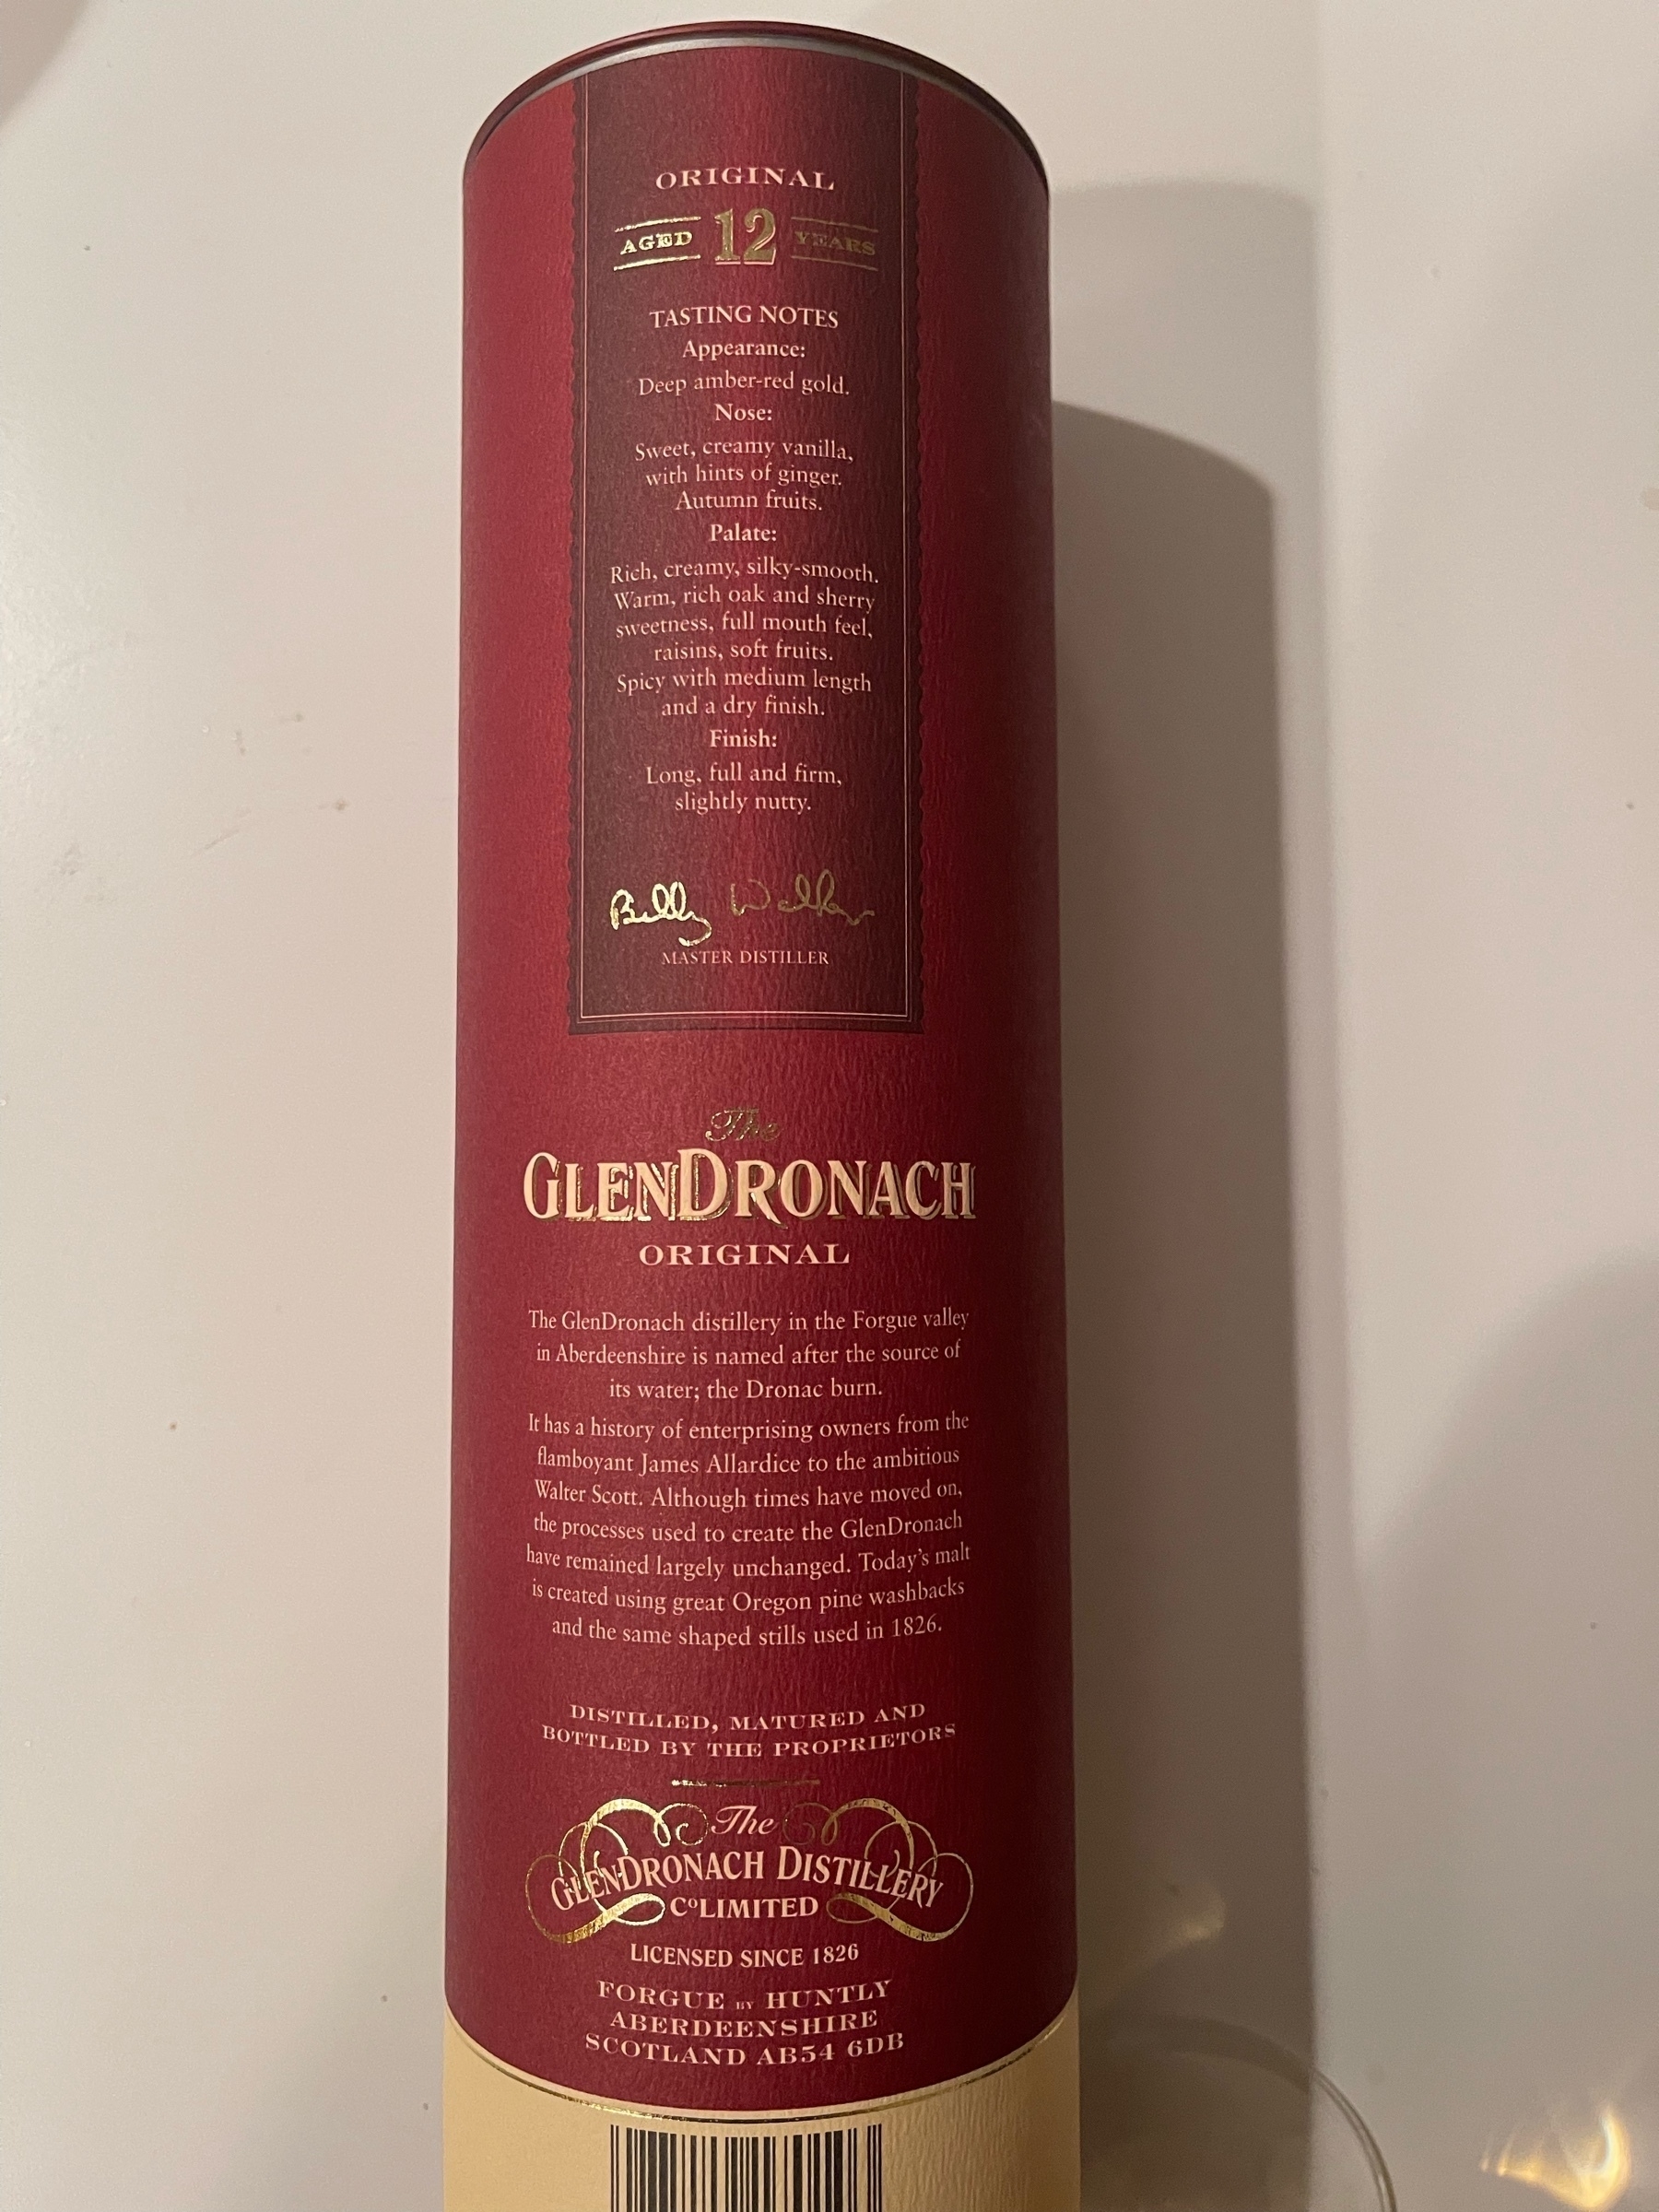 ORIGINAL
AGED 12 YEARS
TASTING NOTES
Appearance:
Deep amber-red gold.
Nose:
Sweet, creamy vanilla,
with hints of ginger.
Autumn fruits.
Palate:
Rich, creamy, silky-smooth.
Warm, rich oak and sherry
sweetness, full mouth feel,
raisins, soft fruits.
Spicy with medium length
and a dry finish.
Finish:
Long, full and firm,
slightly nutty.
Billy Walker
MASTER DISTILLER
The
GLENDRONACH
ORIGINAL
The GlenDronach distillery in the Forgue valley
in Aberdeenshire is named after the source of
its water; the Dronac burn.
It has a history of enterprising owners from the
flamboyant James Allardice to the ambitious
Walter Scott. Although times have moved on,
the processes used to create the GlenDronach
have remained largely unchanged. Today's malt
is created using great Oregon pine washbacks
and the same shaped stills used in 1826.
DISTILLED, MATURED AND
BOTTLED BY THE PROPRIETORS
The
GLENDRONACH DISTILLERY
Co LIMITED
LICENSED SINCE 1826
FORGUE BY HUNTLY
ABERDEENSHIRE
SCOTLAND AB54 6DB